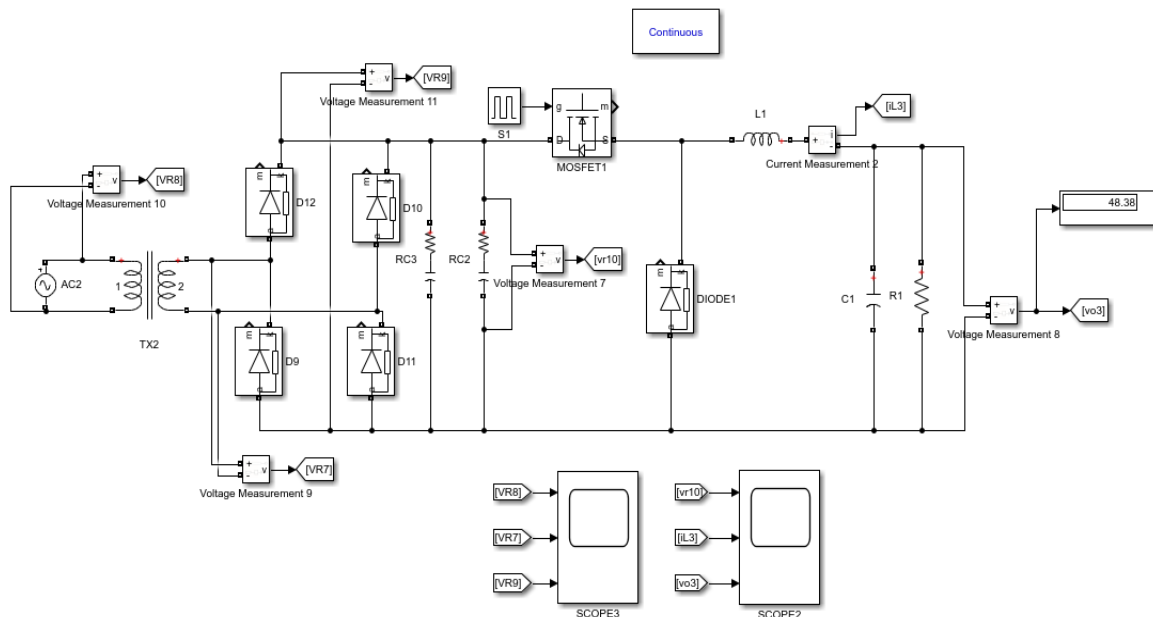 Continuous
[VR9]
Voltage Measurement 11
+
-
v
g
m
D
S
S1
MOSFET1
L1
[iL3]
+
i
-
Current Measurement 2
[VR8]
+
-
v
Voltage Measurement 10
m
D12
m
D10
48.38
RC3
RC2
+
-
v
[vr10]
Voltage Measurement 7
AC2
+
1
2
TX2
m
DIODE1
C1
R1
+
-
v
[vo3]
Voltage Measurement 8
m
D9
m
D11
+
-
v
[VR7]
Voltage Measurement 9
[VR8]
[VR7]
[VR9]
SCOPE3
[vr10]
[iL3]
[vo3]
SCOPE2